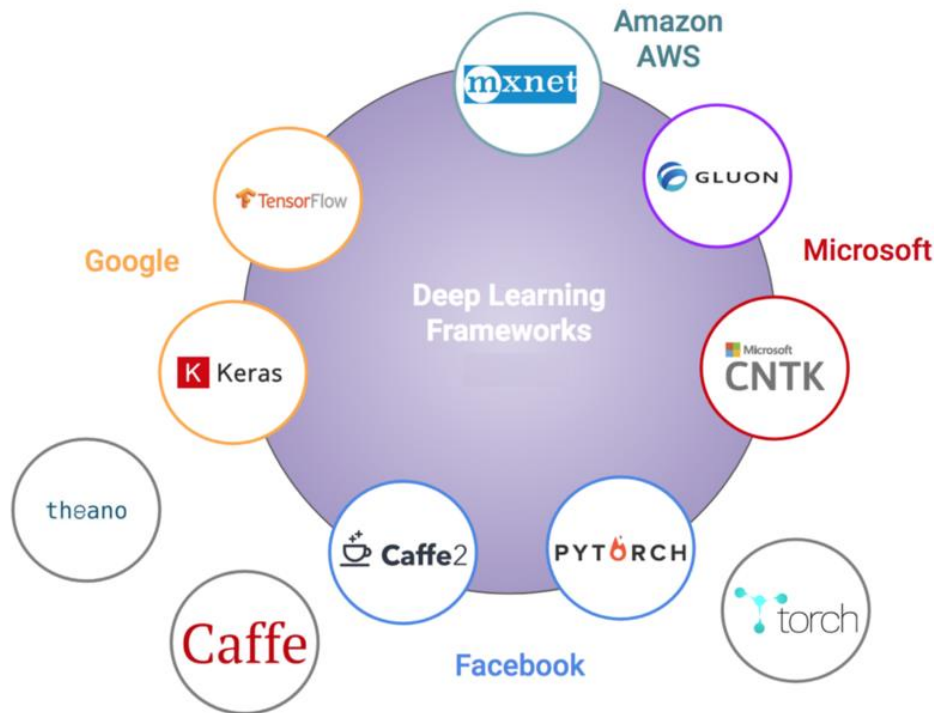 Amazon
AWS
mxnet
GLUON
TensorFlow
Google
Microsoft
Deep Learning
Frameworks
Microsoft
CNTK
K Keras
theano
Caffe2
PYTORCH
torch
Caffe
Facebook